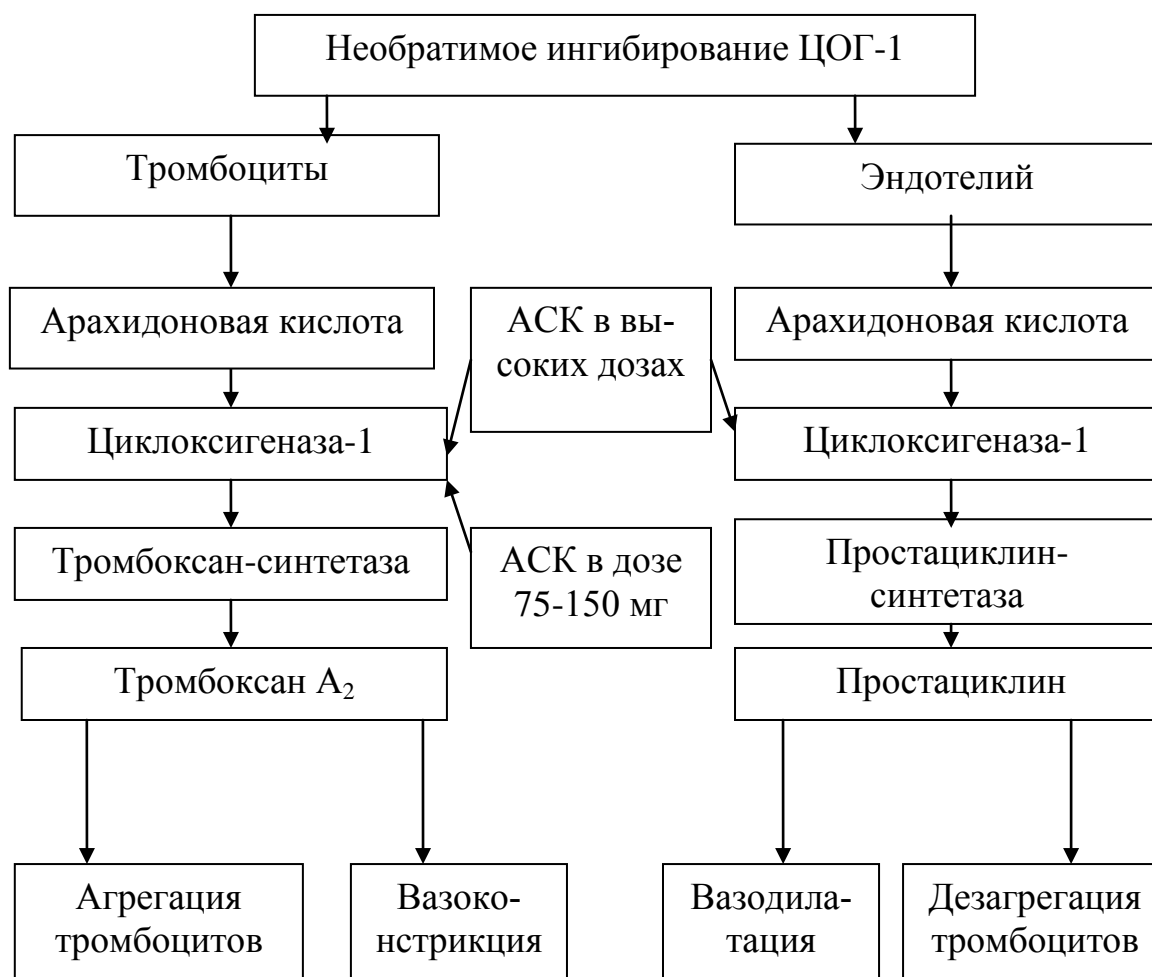 Необратимое ингибирование ЦОГ-1
Тромбоциты
Эндотелий
Арахидоновая кислота
АСК в вы-
соких дозах
Арахидоновая кислота
Циклоксигеназа-1
Циклоксигеназа-1
Тромбоксан-синтетаза
АСК в дозе
75-150 мг
Простациклин-
синтетаза
Тромбоксан А₂
Простациклин
Агрегация
тромбоцитов
Вазоко-
нстрикция
Вазодила-
тация
Дезагрегация
тромбоцитов